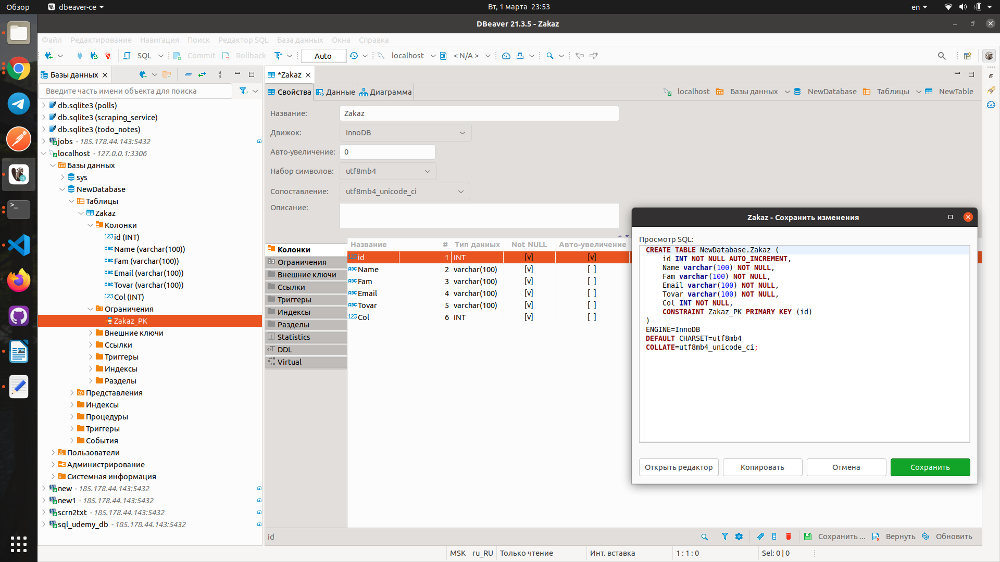 Обзор
dbeaver-ce
Вт, 1 марта 23:53
en
DBeaver 21.3.5 - Zakaz
Файл Редактирование Навигация Поиск Редактор SQL База данных Окна Справка
SQL Commit Rollback Auto localhost < N/A >
Базы данных
Введите часть имени объекта для поиска
db.sqlite3 (polls)
db.sqlite3 (scraping_service)
db.sqlite3 (todo_notes)
jobs - 185.178.44.143:5432
localhost - 127.0.0.1:3306
Базы данных
sys
NewDatabase
Таблицы
Zakaz
Колонки
123 id (INT)
ABC Name (varchar(100))
ABC Fam (varchar(100))
ABC Email (varchar(100))
ABC Tovar (varchar(100))
123 Col (INT)
Ограничения
Zakaz_PK
Внешние ключи
Ссылки
Триггеры
Индексы
Разделы
Представления
Индексы
Процедуры
Триггеры
События
Пользователи
Администрирование
Системная информация
new - 185.178.44.143:5432
new1 - 185.178.44.143:5432
scrn2txt - 185.178.44.143:5432
sql_udemy_db - 185.178.44.143:5432
*Zakaz
Свойства Данные Диаграмма
localhost Базы данных NewDatabase Таблицы NewTable
Название: Zakaz
Движок: InnoDB
Авто-увеличение: 0
Набор символов: utf8mb4
Сопоставление: utf8mb4_unicode_ci
Описание:
Колонки
Ограничения
Внешние ключи
Ссылки
Триггеры
Индексы
Разделы
Statistics
DDL
Virtual
Название # Тип данных Not NULL Авто-увеличение
123 id 1 INT [v] [v]
ABC Name 2 varchar(100) [v] [ ]
ABC Fam 3 varchar(100) [v] [ ]
ABC Email 4 varchar(100) [v] [ ]
ABC Tovar 5 varchar(100) [v] [ ]
123 Col 6 INT [v] [ ]
Zakaz - Сохранить изменения
Просмотр SQL:
CREATE TABLE NewDatabase.Zakaz (
id INT NOT NULL AUTO_INCREMENT,
Name varchar(100) NOT NULL,
Fam varchar(100) NOT NULL,
Email varchar(100) NOT NULL,
Tovar varchar(100) NOT NULL,
Col INT NOT NULL,
CONSTRAINT Zakaz_PK PRIMARY KEY (id)
)
ENGINE=InnoDB
DEFAULT CHARSET=utf8mb4
COLLATE=utf8mb4_unicode_ci;
Открыть редактор Копировать Отмена Сохранить
id
Сохранить ... Вернуть Обновить
MSK ru_RU Только чтение Инт. вставка 1 : 1 : 0 Sel: 0 | 0